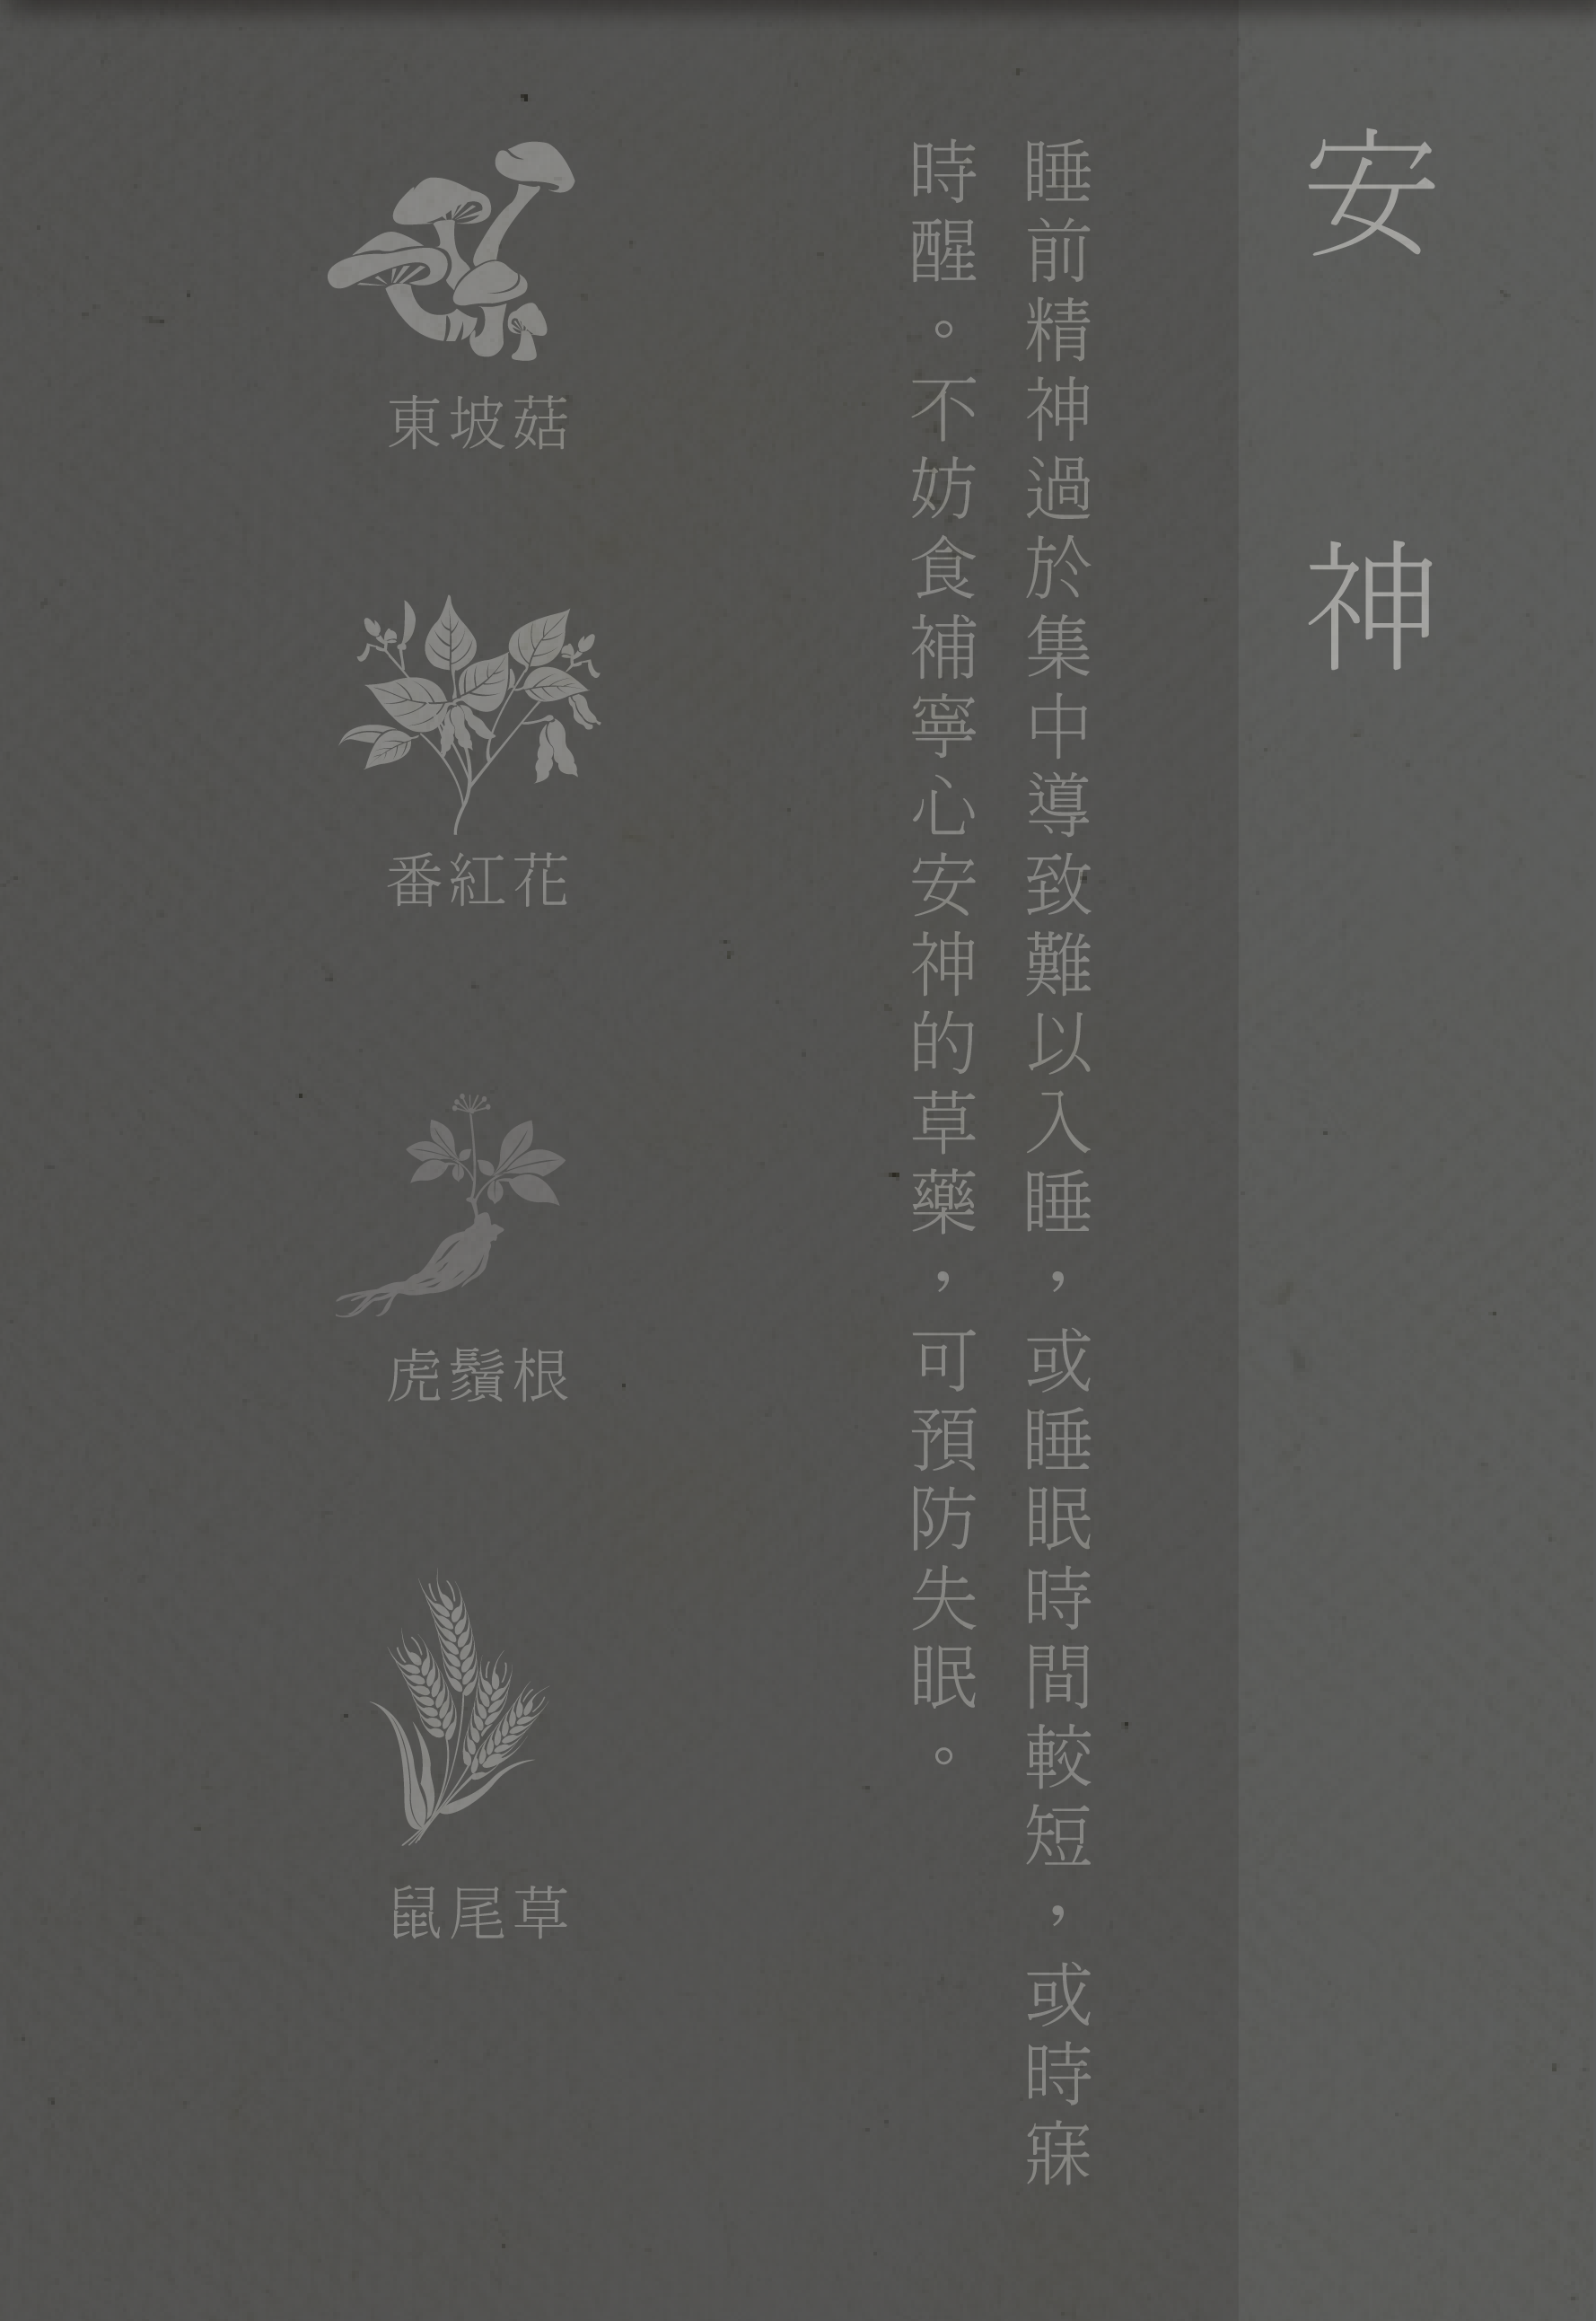 安神
睡前精神過於集中導致難以入睡，或睡眠時間較短，或時寐
時醒。不妨食補寧心安神的草藥，可預防失眠。
東坡菇
番紅花
虎鬚根
鼠尾草